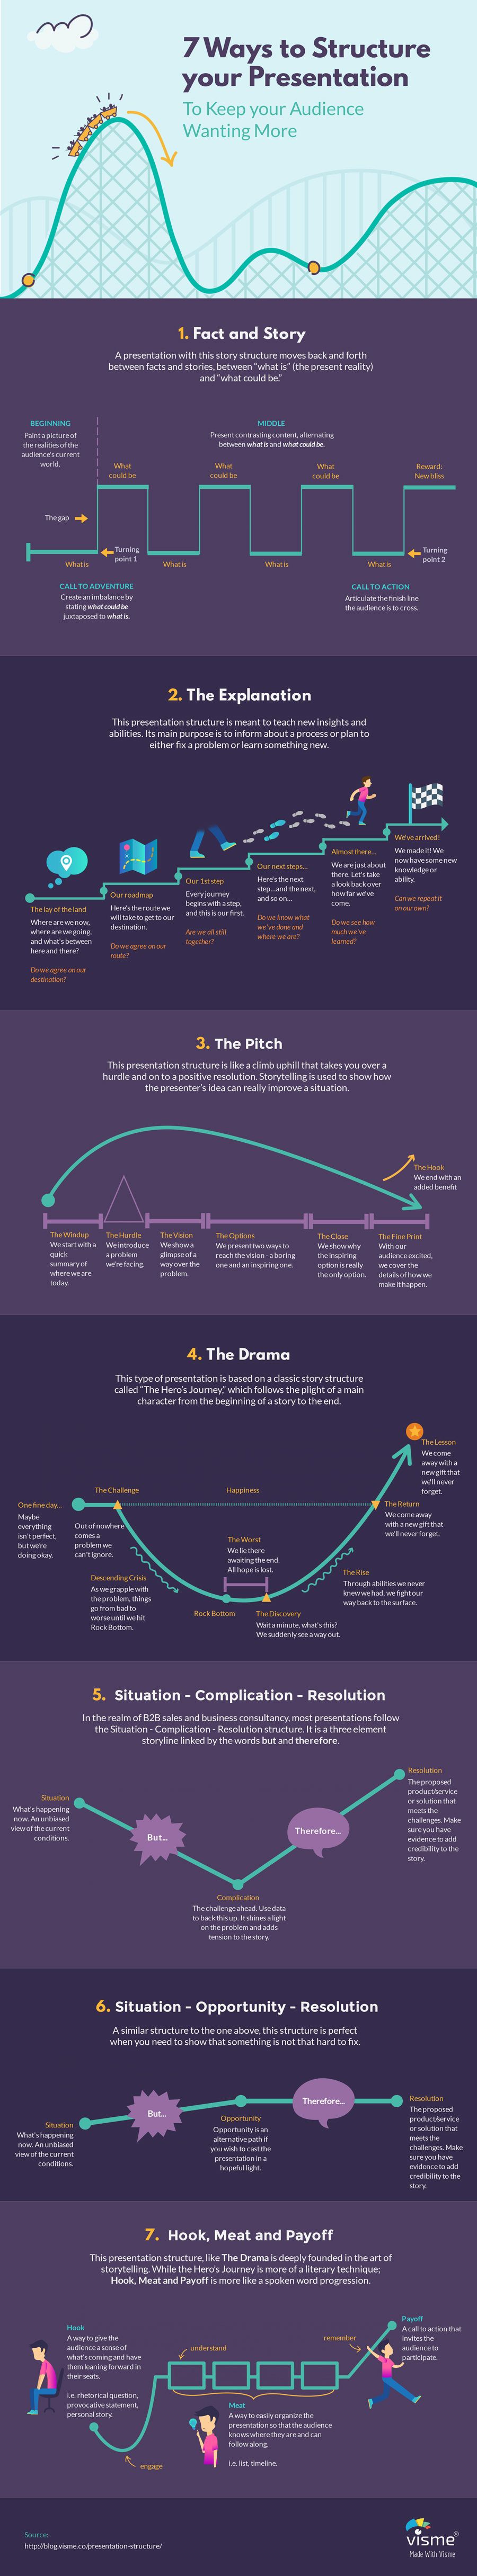 7 Ways to Structure
your Presentation
To Keep your Audience
Wanting More
1. Fact and Story
A presentation with this story structure moves back and forth
between facts and stories, between "what is" (the present reality)
and "what could be."
BEGINNING
Paint a picture of
the realities of the
audience's current
world.
MIDDLE
Present contrasting content, alternating
between what is and what could be.
What
could be
What
could be
What
could be
Reward:
New bliss
The gap
Turning
point 1
Turning
point 2
What is
What is
What is
What is
CALL TO ADVENTURE
Create an imbalance by
stating what could be
juxtaposed to what is.
CALL TO ACTION
Articulate the finish line
the audience is to cross.
2. The Explanation
This presentation structure is meant to teach new insights and
abilities. Its main purpose is to inform about a process or plan to
either fix a problem or learn something new.
The lay of the land
Where are we now,
where are we going,
and what's between
here and there?
Do we agree on our
destination?
Our roadmap
Here's the route we
will take to get to our
destination.
Do we agree on our
route?
Our 1st step
Every journey
begins with a step,
and this is our first.
Are we all still
together?
Our next steps...
Here's the next
step...and the next,
and so on...
Do we know what
we've done and
where we are?
Almost there...
We are just about
there. Let's take
a look back over
how far we've
come.
Do we see how
much we've
learned?
We've arrived!
We made it! We
now have some new
knowledge or
ability.
Can we repeat it
on our own?
3. The Pitch
This presentation structure is like a climb uphill that takes you over a
hurdle and on to a positive resolution. Storytelling is used to show how
the presenter's idea can really improve a situation.
The Hook
We end with an
added benefit
The Windup
We start with a
quick
summary of
where we are
today.
The Hurdle
We introduce
a problem
we're facing.
The Vision
We show a
glimpse of a
way over the
problem.
The Options
We present two ways to
reach the vision - a boring
one and an inspiring one.
The Close
We show why
the inspiring
option is really
the only option.
The Fine Print
With our
audience excited,
we cover the
details of how we
make it happen.
4. The Drama
This type of presentation is based on a classic story structure
called "The Hero's Journey," which follows the plight of a main
character from the beginning of a story to the end.
The Lesson
We come
away with a
new gift that
we'll never
forget.
The Challenge
Happiness
One fine day...
Maybe
everything
isn't perfect,
but we're
doing okay.
Out of nowhere
comes a
problem we
can't ignore.
The Return
We come away
with a new gift that
we'll never forget.
The Worst
We lie there
awaiting the end.
All hope is lost.
Descending Crisis
As we grapple with
the problem, things
go from bad to
worse until we hit
Rock Bottom.
The Rise
Through abilities we never
knew we had, we fight our
way back to the surface.
Rock Bottom
The Discovery
Wait a minute, what's this?
We suddenly see a way out.
5. Situation - Complication - Resolution
In the realm of B2B sales and business consultancy, most presentations follow
the Situation - Complication - Resolution structure. It is a three element
storyline linked by the words but and therefore.
Situation
What's happening
now. An unbiased
view of the current
conditions.
But...
Therefore...
Resolution
The proposed
product/service
or solution that
meets the
challenges. Make
sure you have
evidence to add
credibility to the
story.
Complication
The challenge ahead. Use data
to back this up. It shines a light
on the problem and adds
tension to the story.
6. Situation - Opportunity - Resolution
A similar structure to the one above, this structure is perfect
when you need to show that something is not that hard to fix.
Situation
What's happening
now. An unbiased
view of the current
conditions.
But...
Opportunity
Opportunity is an
alternative path if
you wish to cast the
presentation in a
hopeful light.
Therefore...
Resolution
The proposed
product/service
or solution that
meets the
challenges. Make
sure you have
evidence to add
credibility to the
story.
7. Hook, Meat and Payoff
This presentation structure, like The Drama is deeply founded in the art of
storytelling. While the Hero's Journey is more of a literary technique;
Hook, Meat and Payoff is more like a spoken word progression.
Hook
A way to give the
audience a sense of
what's coming and have
them leaning forward in
their seats.
i.e. rhetorical question,
provocative statement,
personal story.
understand
remember
Payoff
A call to action that
invites the
audience to
participate.
Meat
A way to easily organize the
presentation so that the audience
knows where they are and can
follow along.
i.e. list, timeline.
engage
Source:
http://blog.visme.co/presentation-structure/
visme®
Made With Visme